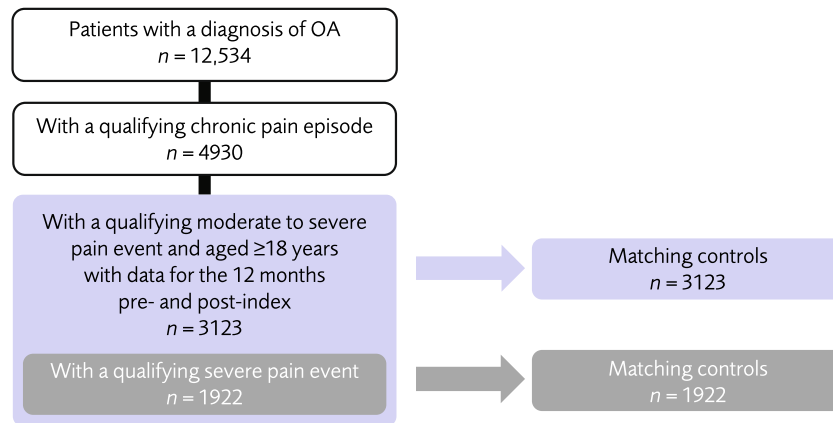 Patients with a diagnosis of OA
n = 12,534
With a qualifying chronic pain episode
n = 4930
With a qualifying moderate to severe
pain event and aged ≥18 years
with data for the 12 months
pre- and post-index
n = 3123
Matching controls
n = 3123
With a qualifying severe pain event
n = 1922
Matching controls
n = 1922